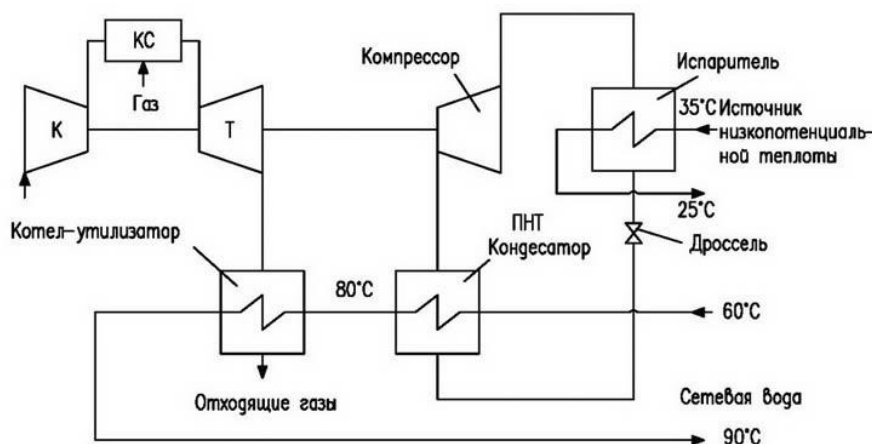 КС
Компрессор
Испаритель
Газ
К
Т
35°С Источник
низкопотенциаль-
ной теплоты
25°С
Котел-утилизатор
ПНТ
Кондесатор
Дроссель
80°С
60°С
Отходящие газы
Сетевая вода
90°С